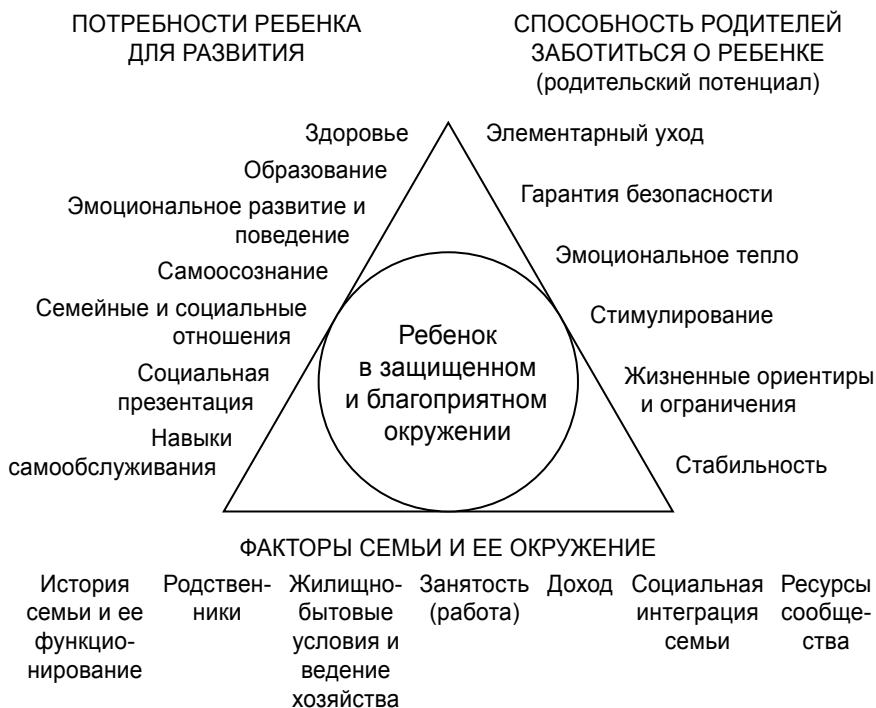 ПОТРЕБНОСТИ РЕБЕНКА
ДЛЯ РАЗВИТИЯ
СПОСОБНОСТЬ РОДИТЕЛЕЙ
ЗАБОТИТЬСЯ О РЕБЕНКЕ
(родительский потенциал)
Здоровье
Образование
Эмоциональное развитие и
поведение
Самоосознание
Семейные и социальные
отношения
Социальная
презентация
Навыки
самообслуживания
Элементарный уход
Гарантия безопасности
Эмоциональное тепло
Стимулирование
Жизненные ориентиры
и ограничения
Стабильность
Ребенок
в защищенном
и благоприятном
окружении
ФАКТОРЫ СЕМЬИ И ЕЕ ОКРУЖЕНИЕ
История
семьи и ее
функцио-
нирование
Родствен-
ники
Жилищно-
бытовые
условия и
ведение
хозяйства
Занятость
(работа)
Доход
Социальная
интеграция
семьи
Ресурсы
сообще-
ства